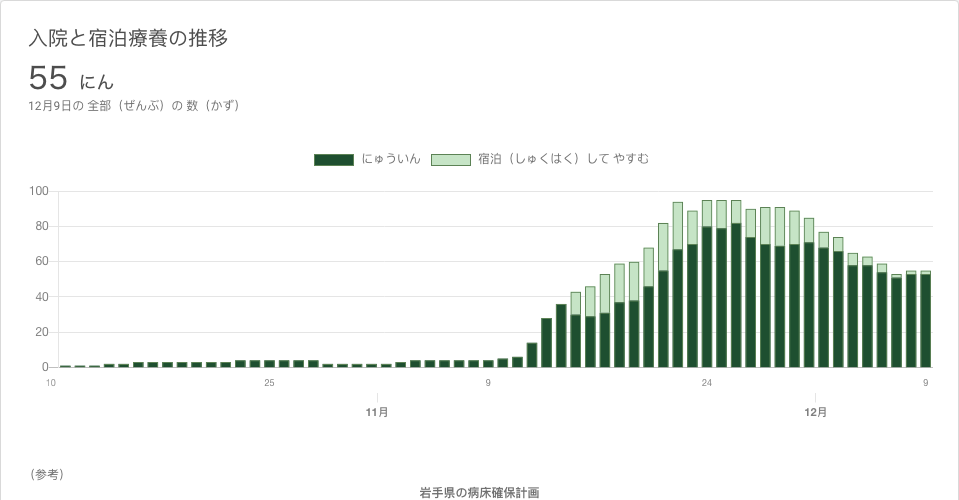 入院と宿泊療養の推移
55 にん
12月9日の 全部（ぜんぶ）の 数（かず）
にゅういん 宿泊（しゅくはく）して やすむ
100
80
60
40
20
0
10 25 9 24 9
11月 12月
（参考）
岩手県の病床確保計画